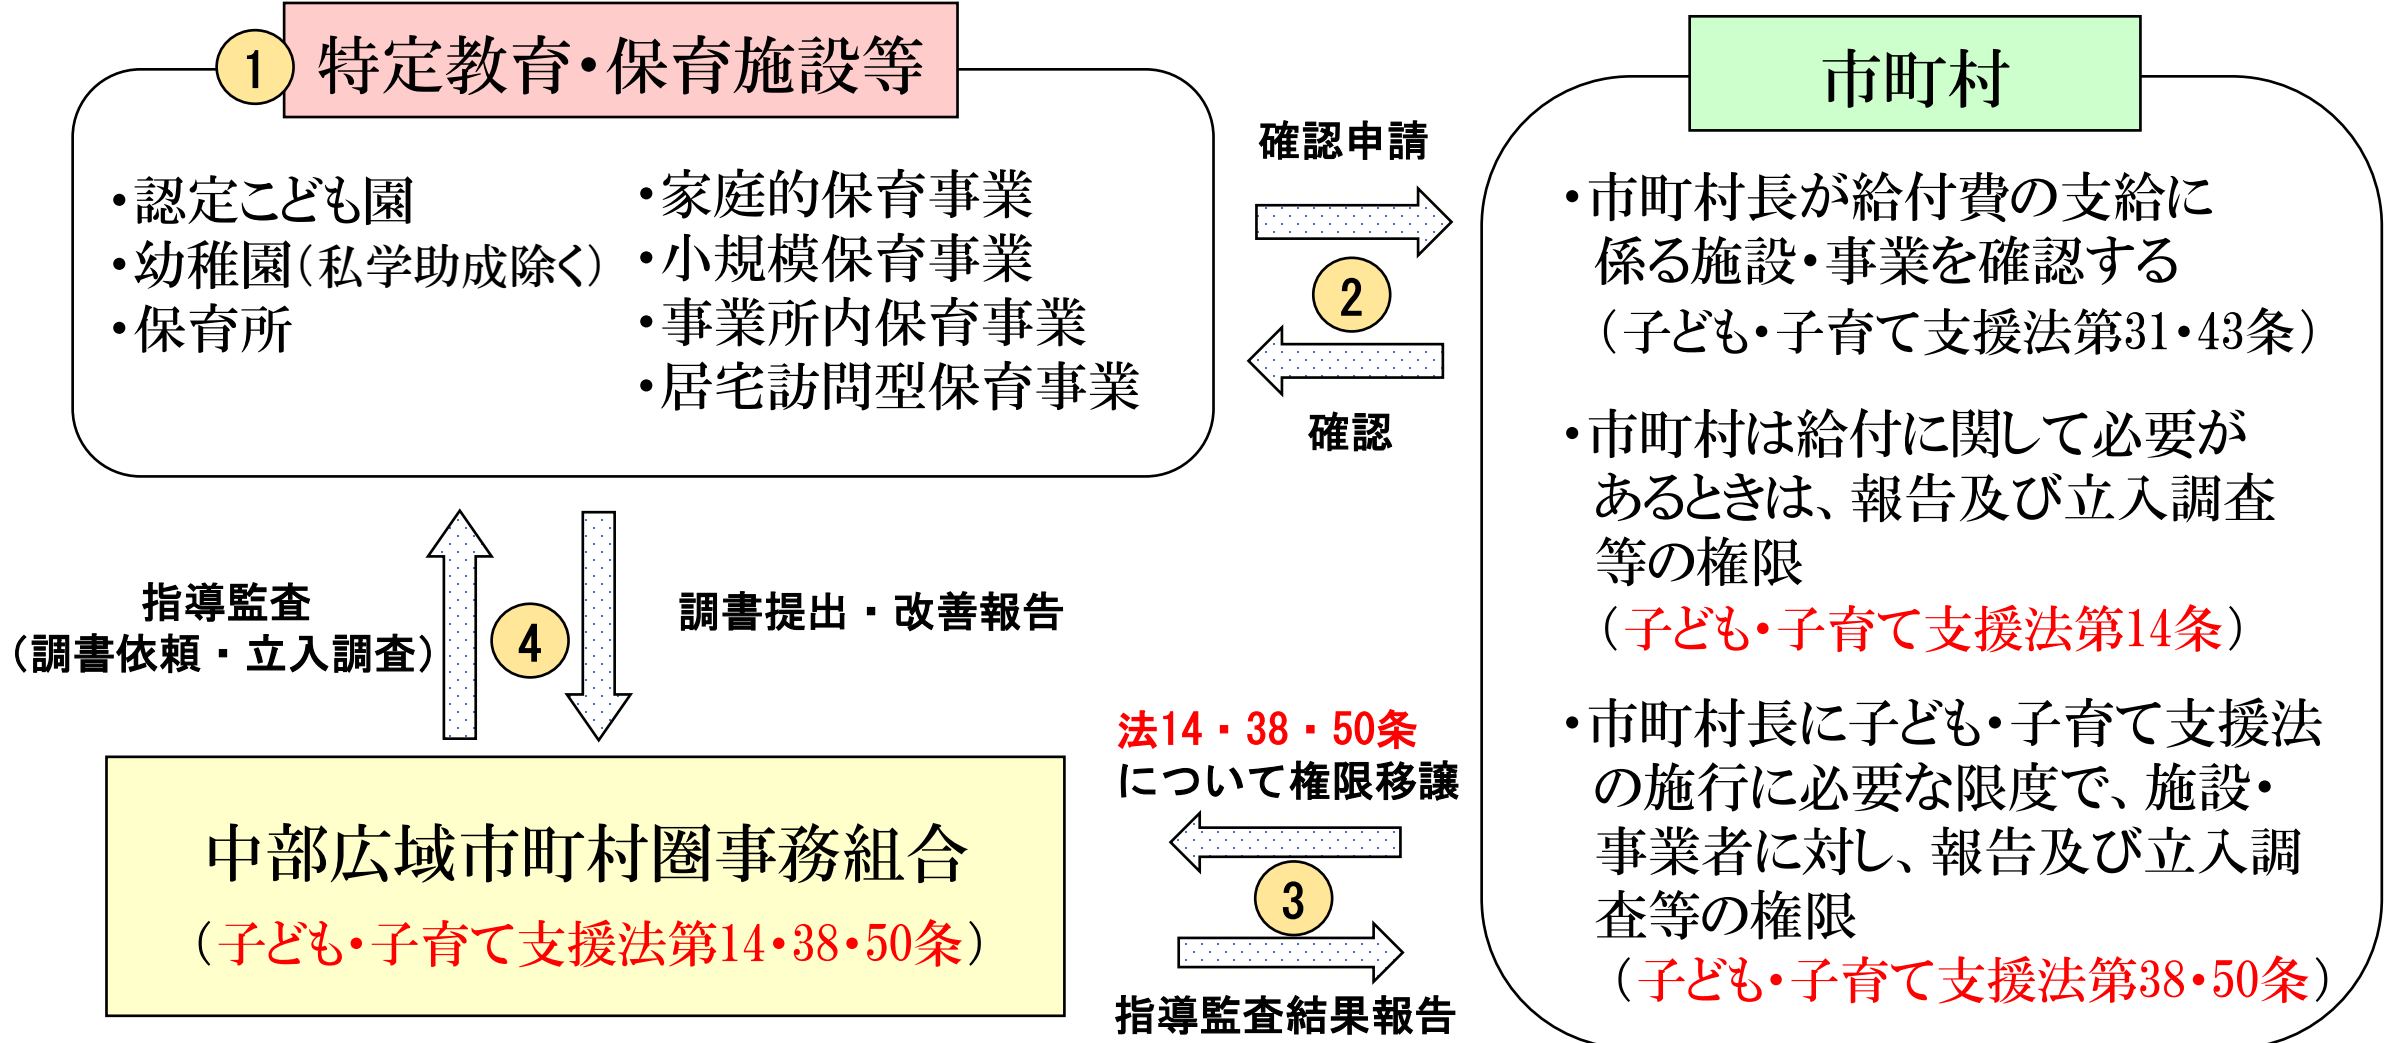 1
特定教育・保育施設等
・認定こども園
・幼稚園（私学助成除く）
・保育所
・家庭的保育事業
・小規模保育事業
・事業所内保育事業
・居宅訪問型保育事業
確認申請
2
確認
市町村
・市町村長が給付費の支給に
係る施設・事業を確認する
（子ども・子育て支援法第31・43条）
・市町村は給付に関して必要が
あるときは、報告及び立入調査
等の権限
（子ども・子育て支援法第14条）
・市町村長に子ども・子育て支援法
の施行に必要な限度で、施設・
事業者に対し、報告及び立入調
査等の権限
（子ども・子育て支援法第38・50条）
指導監査
（調書依頼・立入調査）
4
調書提出・改善報告
法14・38・50条
について権限移譲
3
指導監査結果報告
中部広域市町村圏事務組合
（子ども・子育て支援法第14・38・50条）